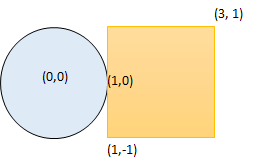 (3, 1)
(0,0)
(1,0)
(1,-1)